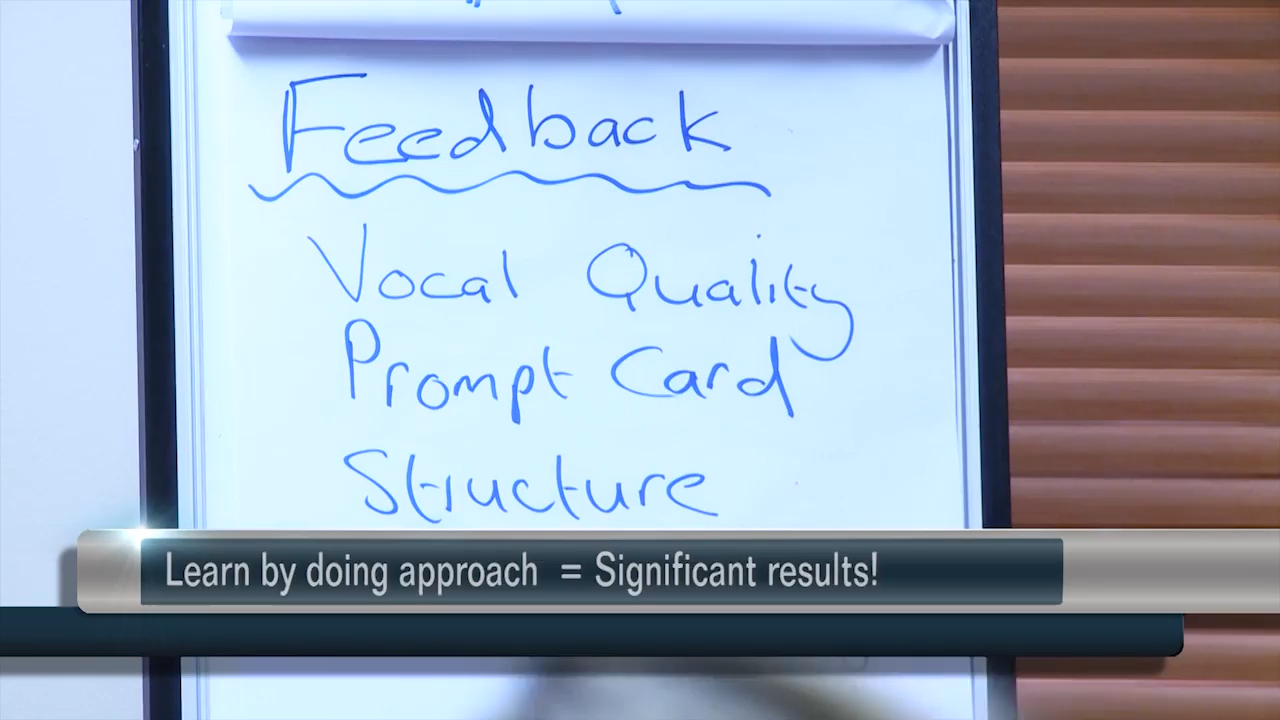 Feedback
Vocal Quality
Prompt Card
Structure
Learn by doing approach = Significant results!